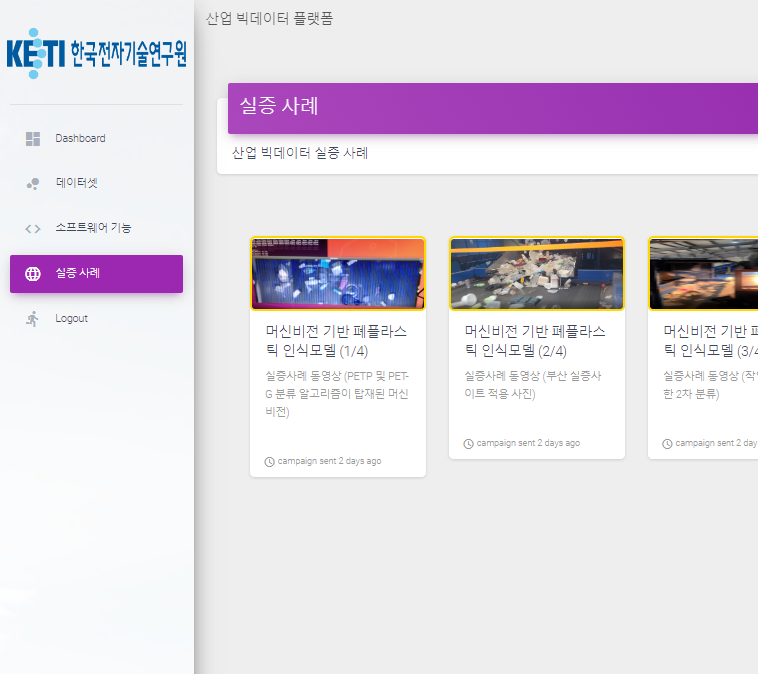 산업 빅데이터 플랫폼
KETI 한국전자기술연구원
실증 사례
산업 빅데이터 실증 사례
Dashboard
데이터셋
소프트웨어 기능
실증 사례
Logout
머신비전 기반 폐플라스
틱 인식모델 (1/4)
실증사례 동영상 (PETP 및 PET-
G 분류 알고리즘이 탑재된 머신
비전)
campaign sent 2 days ago
머신비전 기반 폐플라스
틱 인식모델 (2/4)
실증사례 동영상 (부산 실증사
이트 적용 사진)
campaign sent 2 days ago
머신비전 기반 폐
틱 인식모델 (3/4
실증사례 동영상 (작
한 2차 분류)
campaign sent 2 day